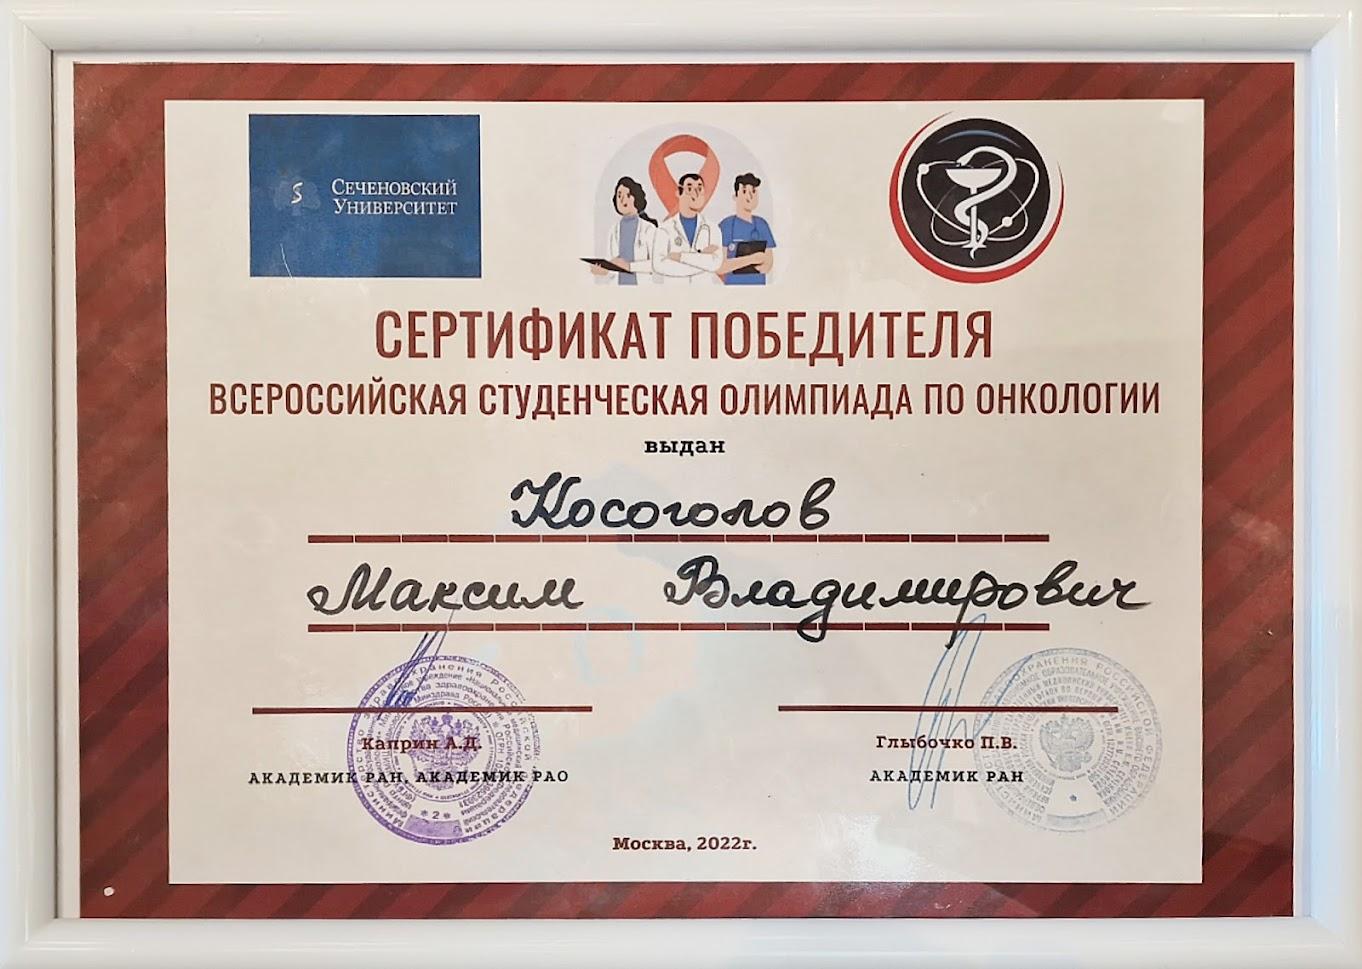 СЕЧЕНОВСКИЙ
УНИВЕРСИТЕТ
СЕРТИФИКАТ ПОБЕДИТЕЛЯ
ВСЕРОССИЙСКАЯ СТУДЕНЧЕСКАЯ ОЛИМПИАДА ПО ОНКОЛОГИИ
выдан
Косоголов
Максим Владимирович
Каприн А.Д.
АКАДЕМИК РАН, АКАДЕМИК РАО
Глыбочко П.В.
АКАДЕМИК РАН
Москва, 2022г.